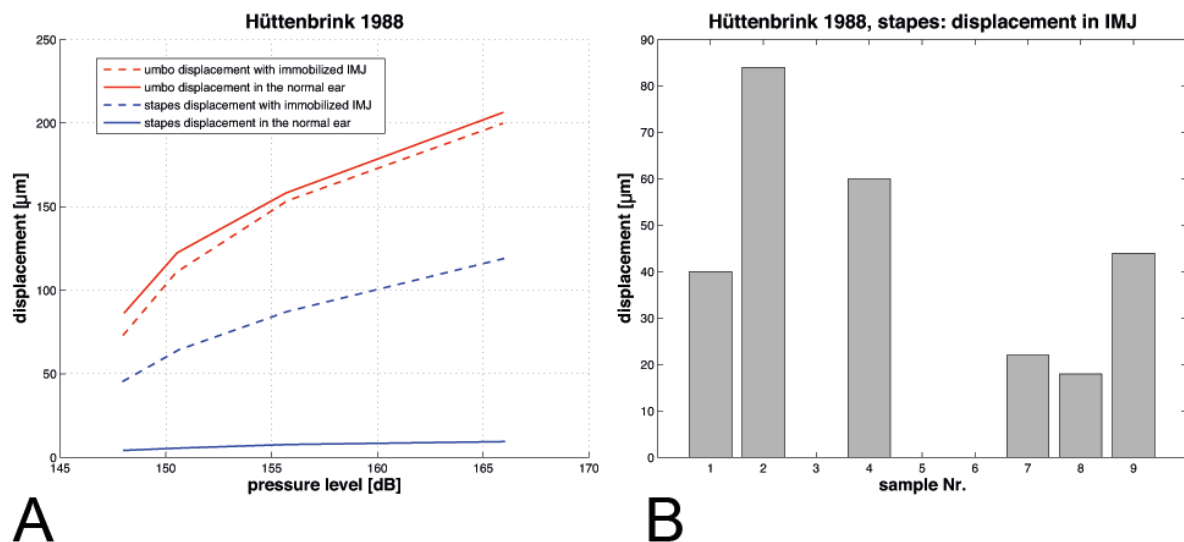 Hüttenbrink 1988
250
200
150
100
50
0
displacement [μm]
umbo displacement with immobilized IMJ
umbo displacement in the normal ear
stapes displacement with immobilized IMJ
stapes displacement in the normal ear
145 150 155 160 165 170
pressure level [dB]
A
Hüttenbrink 1988, stapes: displacement in IMJ
90
80
70
60
50
40
30
20
10
0
displacement [μm]
1 2 3 4 5 6 7 8 9
sample Nr.
B